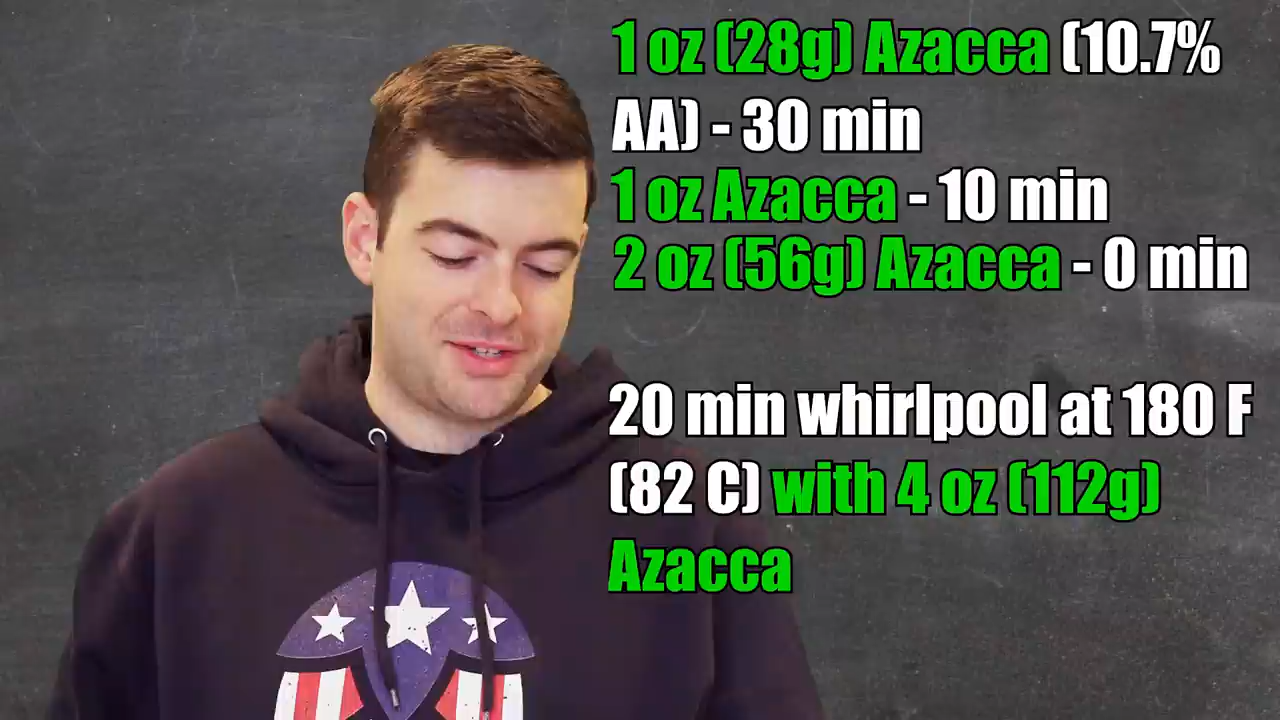 1 oz (28g) Azacca (10.7%
AA) - 30 min
1 oz Azacca - 10 min
2 oz (56g) Azacca - 0 min
20 min whirlpool at 180 F
(82 C) with 4 oz (112g)
Azacca